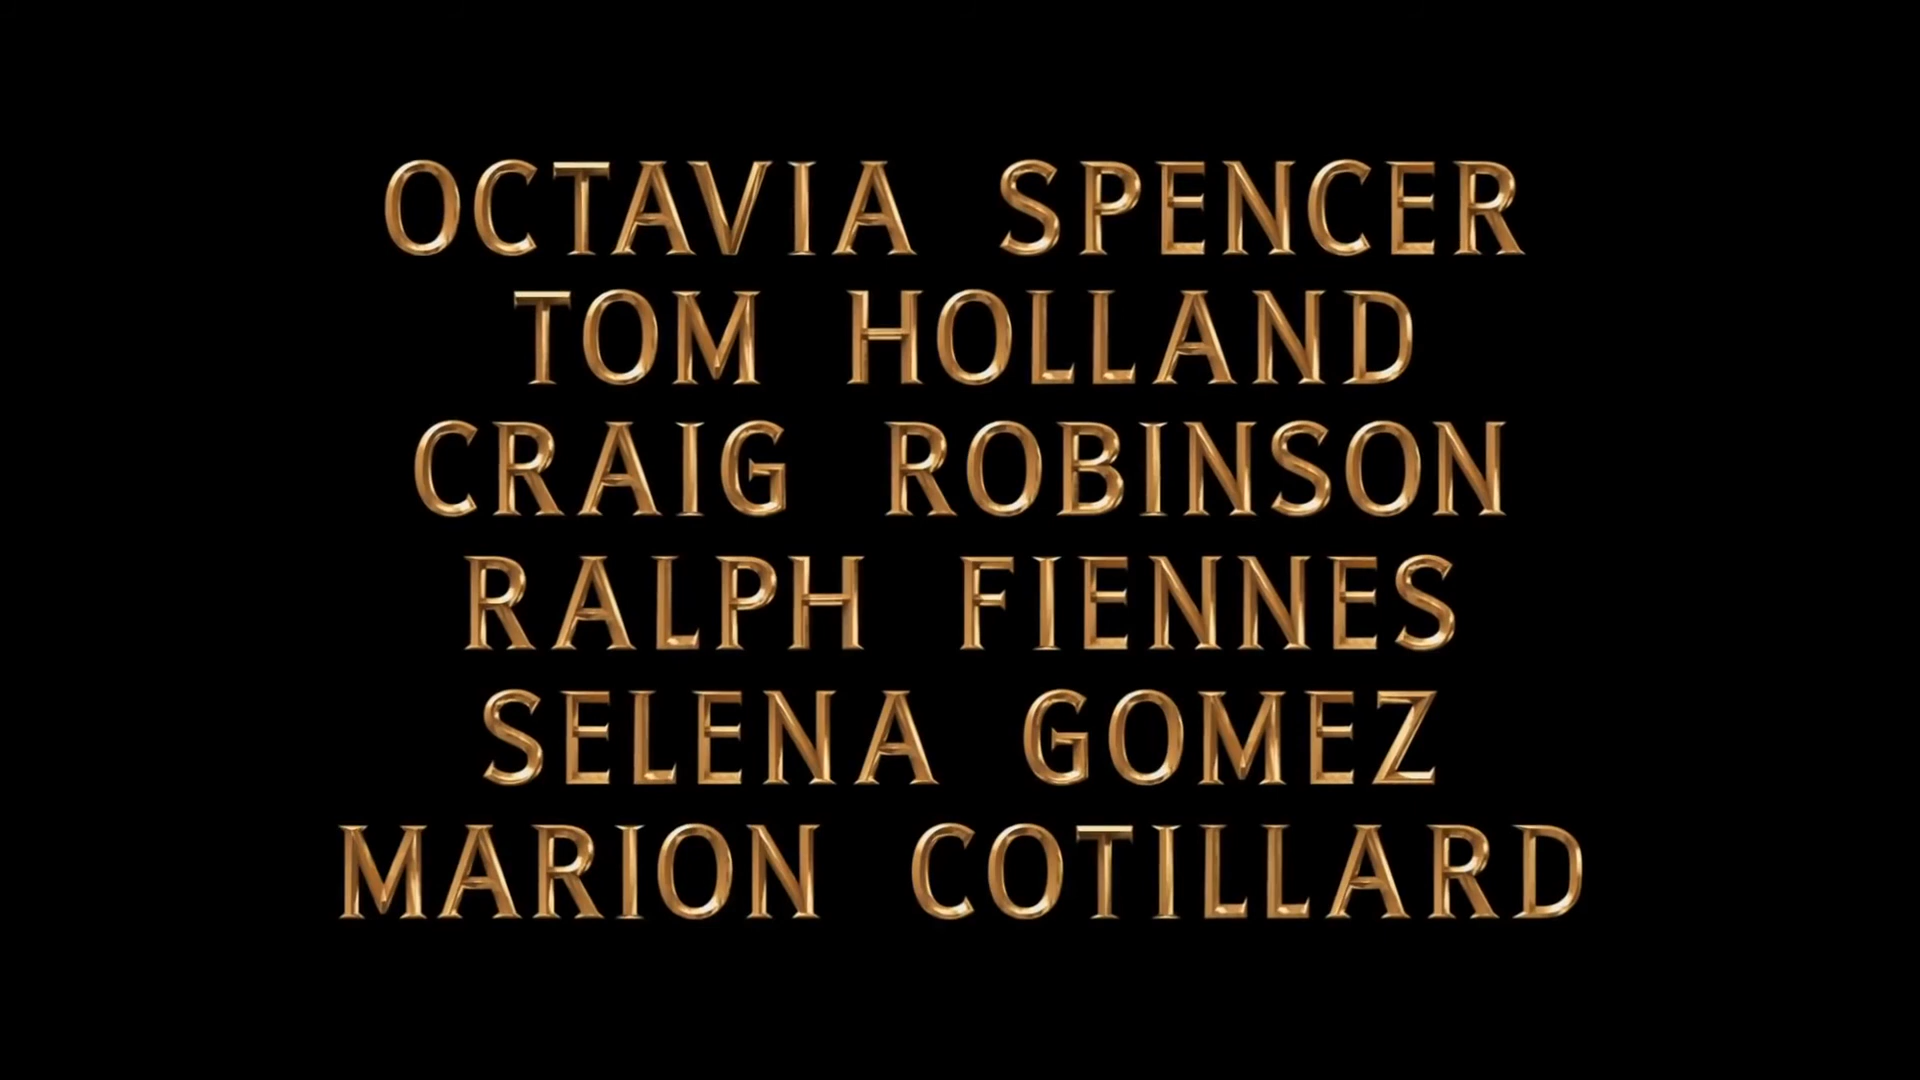 OCTAVIA SPENCER
TOM HOLLAND
CRAIG ROBINSON
RALPH FIENNES
SELENA GOMEZ
MARION COTILLARD